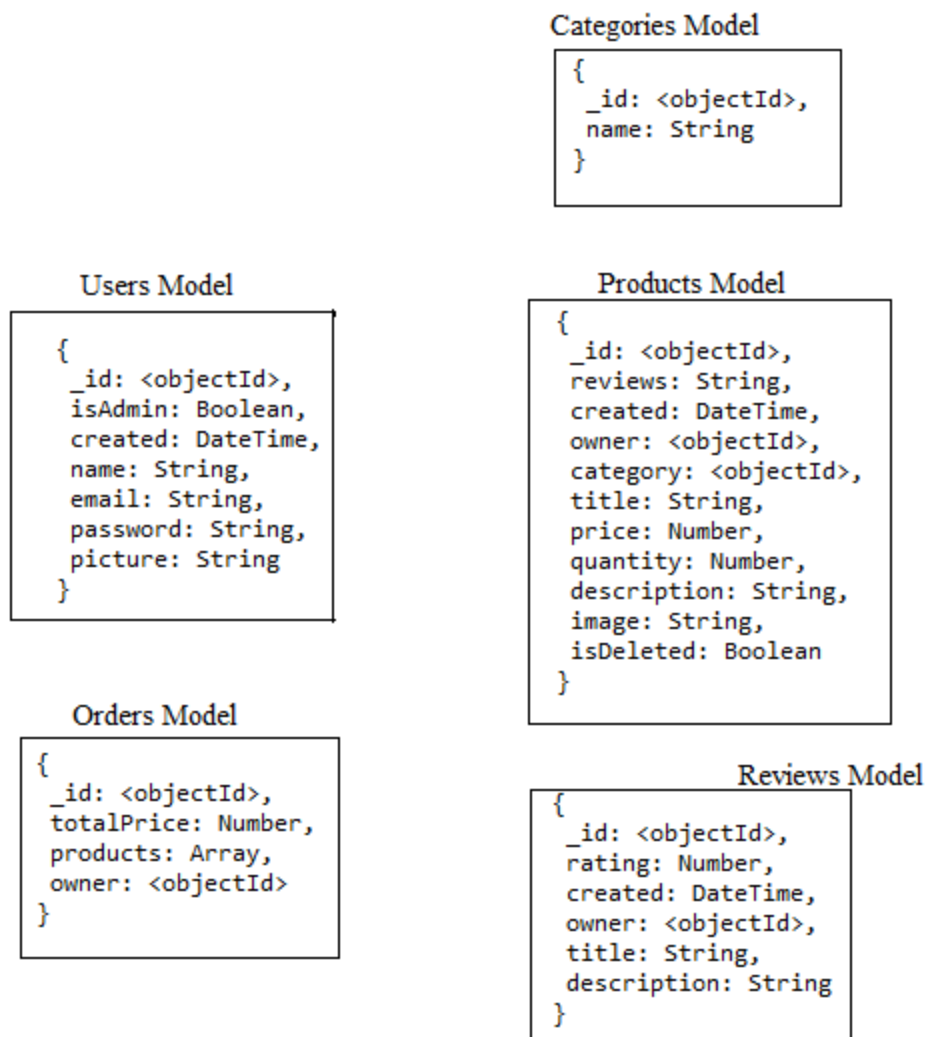 Categories Model
{
_id: <objectId>,
name: String
}
Users Model
{
_id: <objectId>,
isAdmin: Boolean,
created: DateTime,
name: String,
email: String,
password: String,
picture: String
}
Products Model
{
_id: <objectId>,
reviews: String,
created: DateTime,
owner: <objectId>,
category: <objectId>,
title: String,
price: Number,
quantity: Number,
description: String,
image: String,
isDeleted: Boolean
}
Orders Model
{
_id: <objectId>,
totalPrice: Number,
products: Array,
owner: <objectId>
}
Reviews Model
{
_id: <objectId>,
rating: Number,
created: DateTime,
owner: <objectId>,
title: String,
description: String
}